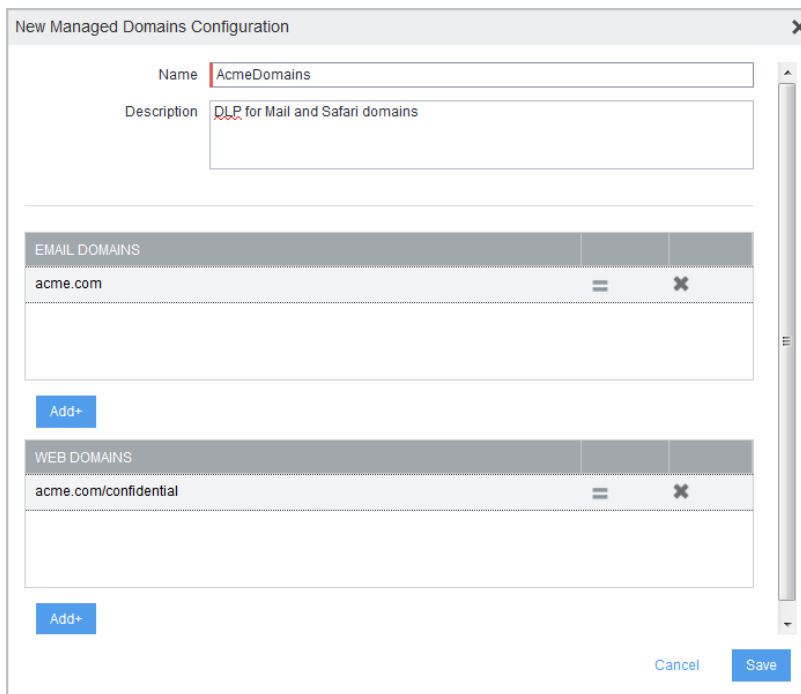 New Managed Domains Configuration
Name AcmeDomains
Description DLP for Mail and Safari domains
EMAIL DOMAINS
acme.com
Add+
WEB DOMAINS
acme.com/confidential
Add+
Cancel Save